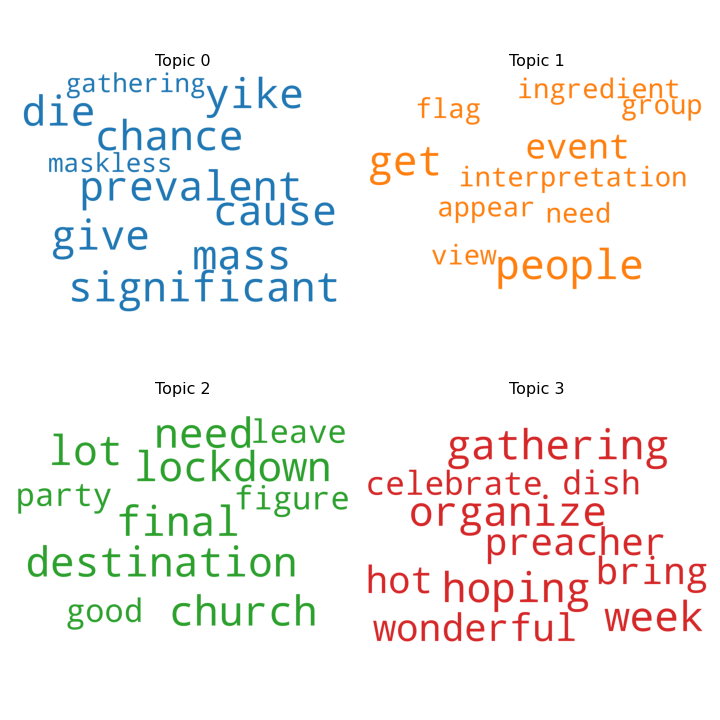 Topic 0
gathering
yike
die
chance
maskless
prevalent
cause
give
mass
significant
Topic 1
ingredient
flag
group
event
get
interpretation
appear
need
view
people
Topic 2
need
leave
lot
lockdown
party
figure
final
destination
good
church
Topic 3
gathering
celebrate
dish
organize
preacher
hot
hoping
bring
wonderful
week